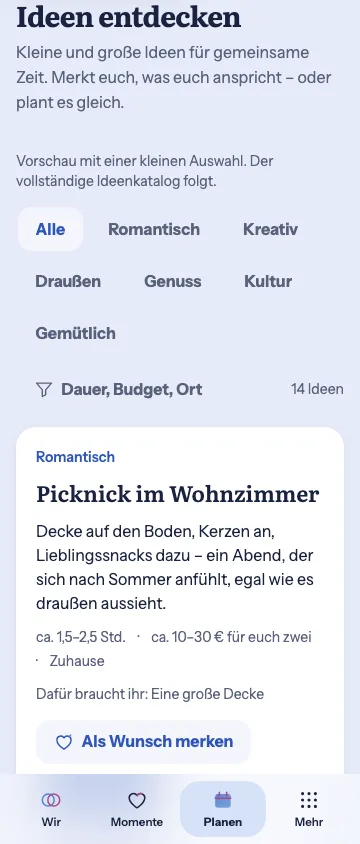 Ideen entdecken
Kleine und große Ideen für gemeinsame
Zeit. Merkt euch, was euch anspricht – oder
plant es gleich.
Vorschau mit einer kleinen Auswahl. Der
vollständige Ideenkatalog folgt.
Alle Romantisch Kreativ
Draußen Genuss Kultur
Gemütlich
Dauer, Budget, Ort 14 Ideen
Romantisch
Picknick im Wohnzimmer
Decke auf den Boden, Kerzen an,
Lieblingssnacks dazu – ein Abend, der
sich nach Sommer anfühlt, egal wie es
draußen aussieht.
ca. 1,5–2,5 Std. · ca. 10–30 € für euch zwei
· Zuhause
Dafür braucht ihr: Eine große Decke
Als Wunsch merken
Wir Momente Planen Mehr